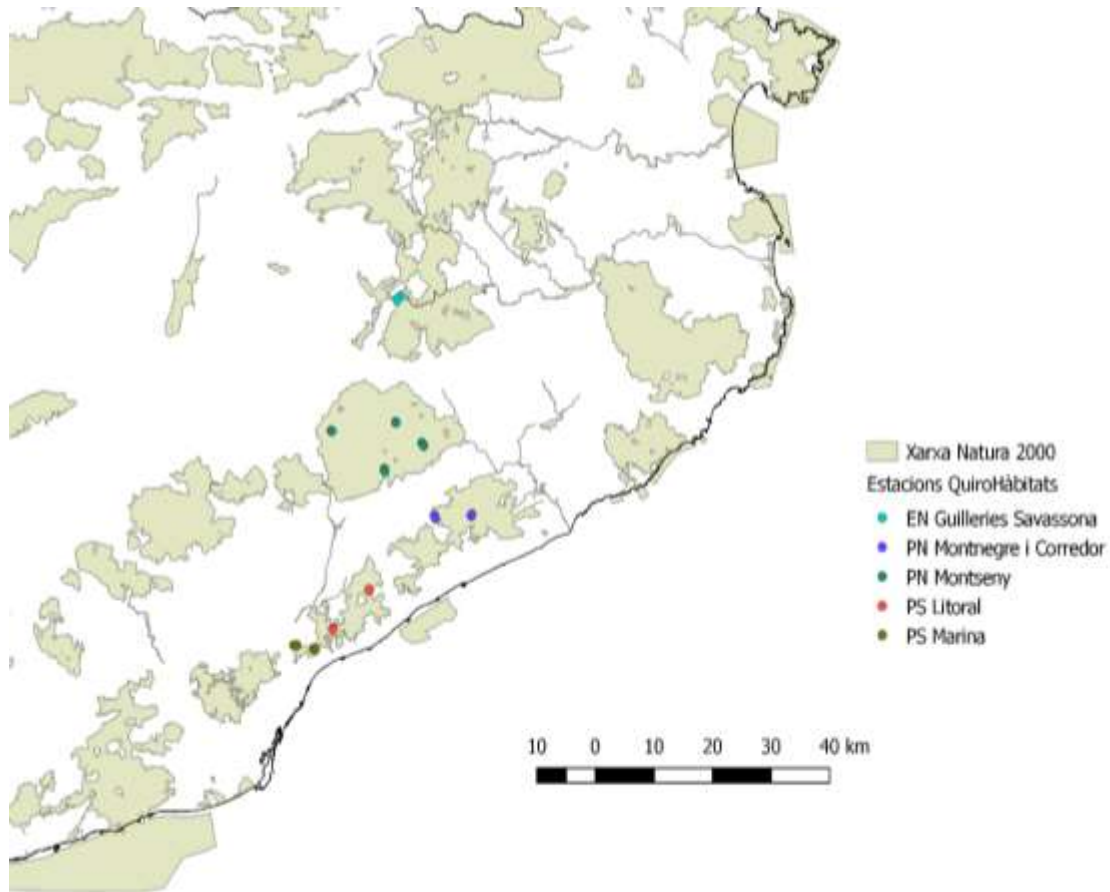 Xarxa Natura 2000
Estacions QuiroHàbitats
EN Guilleries Savassona
PN Montnegre i Corredor
PN Montseny
PS Litoral
PS Marina
10 0 10 20 30 40 km